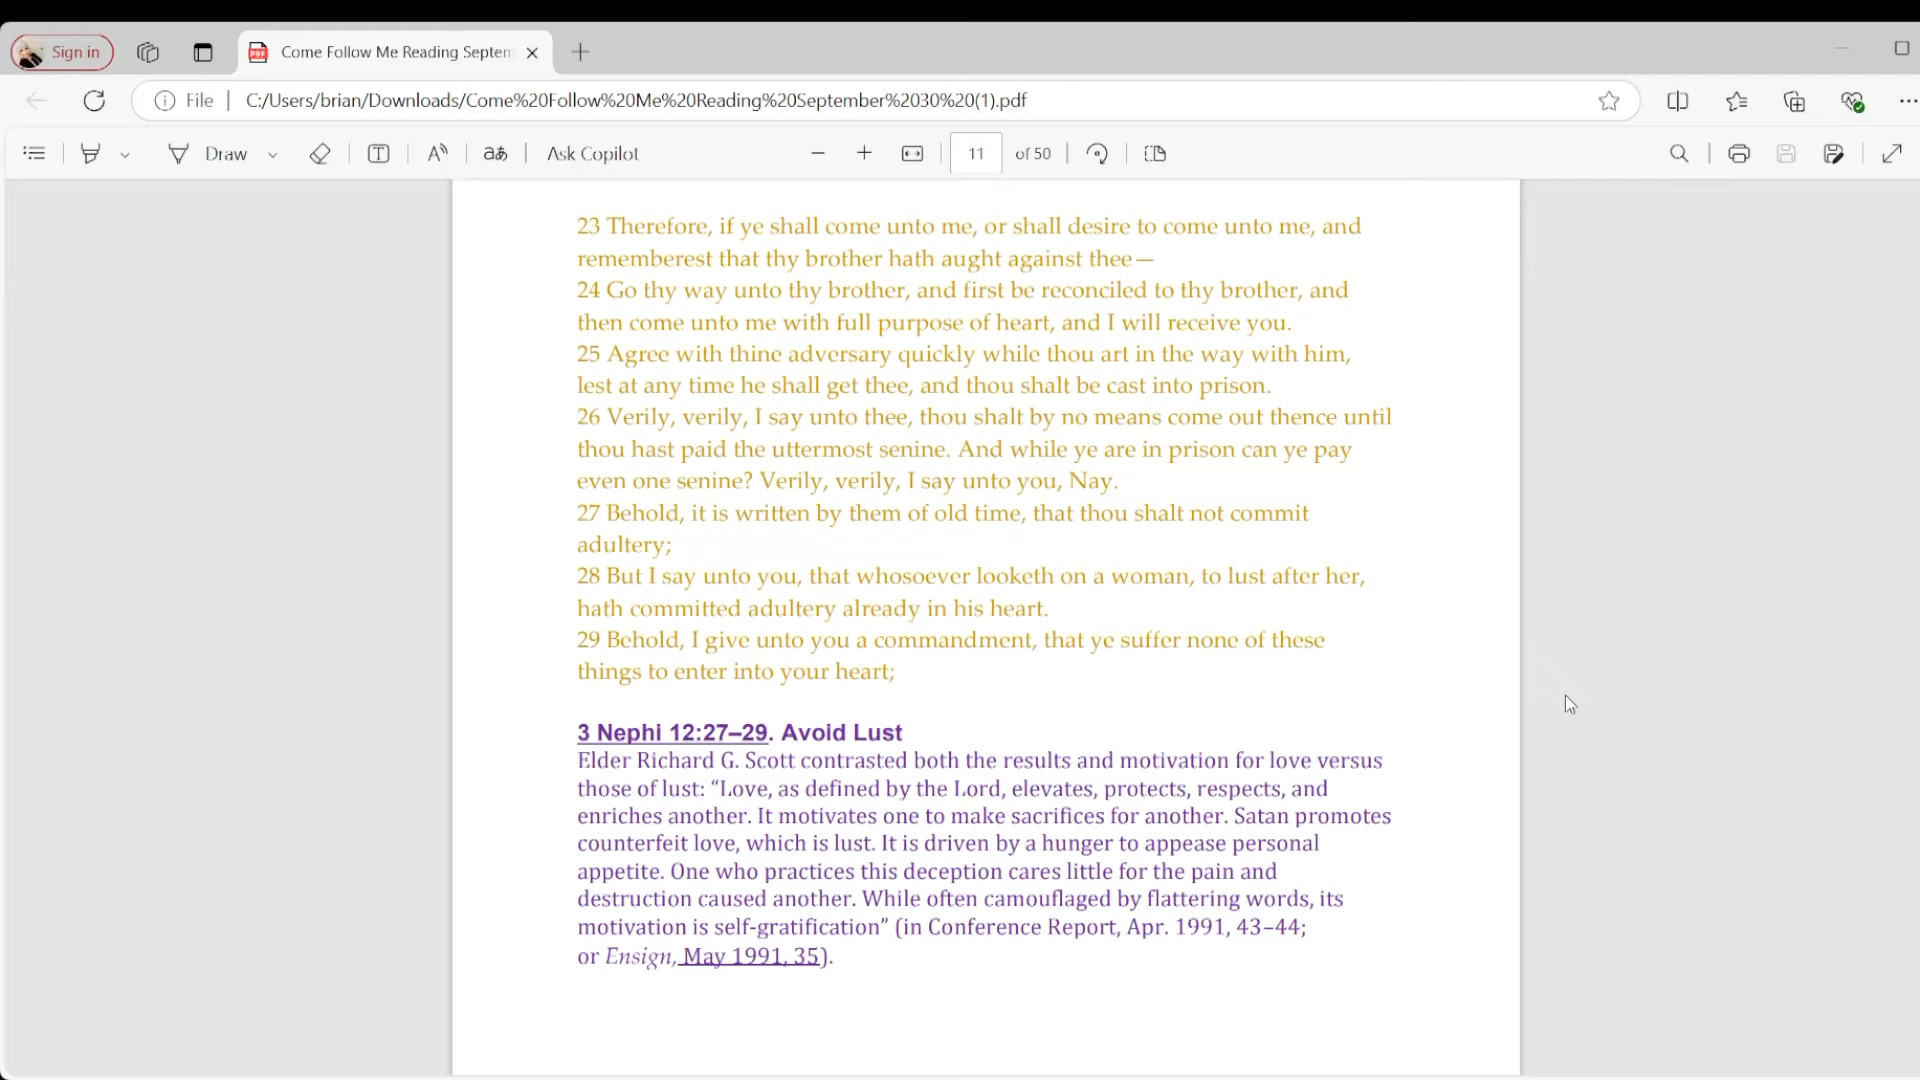 Sign in
Come Follow Me Reading Septem
File
C:/Users/brian/Downloads/Come%20Follow%20Me%20Reading%20September%2030%20(1).pdf
Draw
Ask Copilot
11 of 50
23 Therefore, if ye shall come unto me, or shall desire to come unto me, and
rememberest that thy brother hath aught against thee—
24 Go thy way unto thy brother, and first be reconciled to thy brother, and
then come unto me with full purpose of heart, and I will receive you.
25 Agree with thine adversary quickly while thou art in the way with him,
lest at any time he shall get thee, and thou shalt be cast into prison.
26 Verily, verily, I say unto thee, thou shalt by no means come out thence until
thou hast paid the uttermost senine. And while ye are in prison can ye pay
even one senine? Verily, verily, I say unto you, Nay.
27 Behold, it is written by them of old time, that thou shalt not commit
adultery;
28 But I say unto you, that whosoever looketh on a woman, to lust after her,
hath committed adultery already in his heart.
29 Behold, I give unto you a commandment, that ye suffer none of these
things to enter into your heart;
3 Nephi 12:27–29. Avoid Lust
Elder Richard G. Scott contrasted both the results and motivation for love versus
those of lust: “Love, as defined by the Lord, elevates, protects, respects, and
enriches another. It motivates one to make sacrifices for another. Satan promotes
counterfeit love, which is lust. It is driven by a hunger to appease personal
appetite. One who practices this deception cares little for the pain and
destruction caused another. While often camouflaged by flattering words, its
motivation is self-gratification” (in Conference Report, Apr. 1991, 43–44;
or Ensign, May 1991, 35).